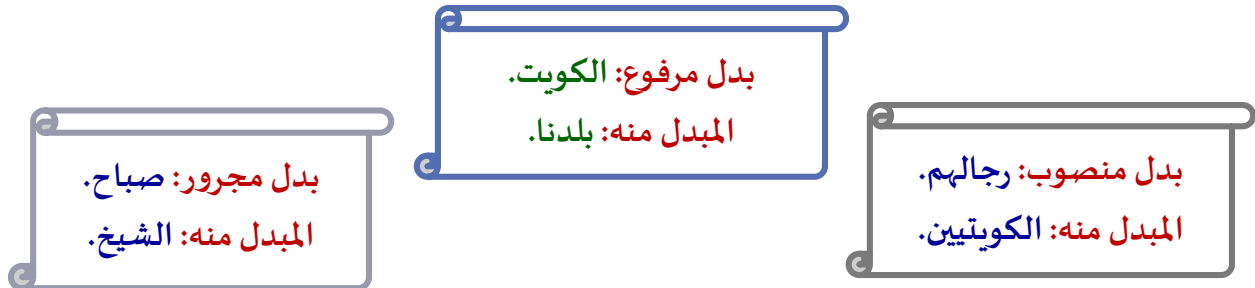 بدل مرفوع: الكويت.
المبدل منه: بلدنا.
بدل منصوب: رجالهم.
المبدل منه: الكويتيين.
بدل مجرور: صباح.
المبدل منه: الشيخ.